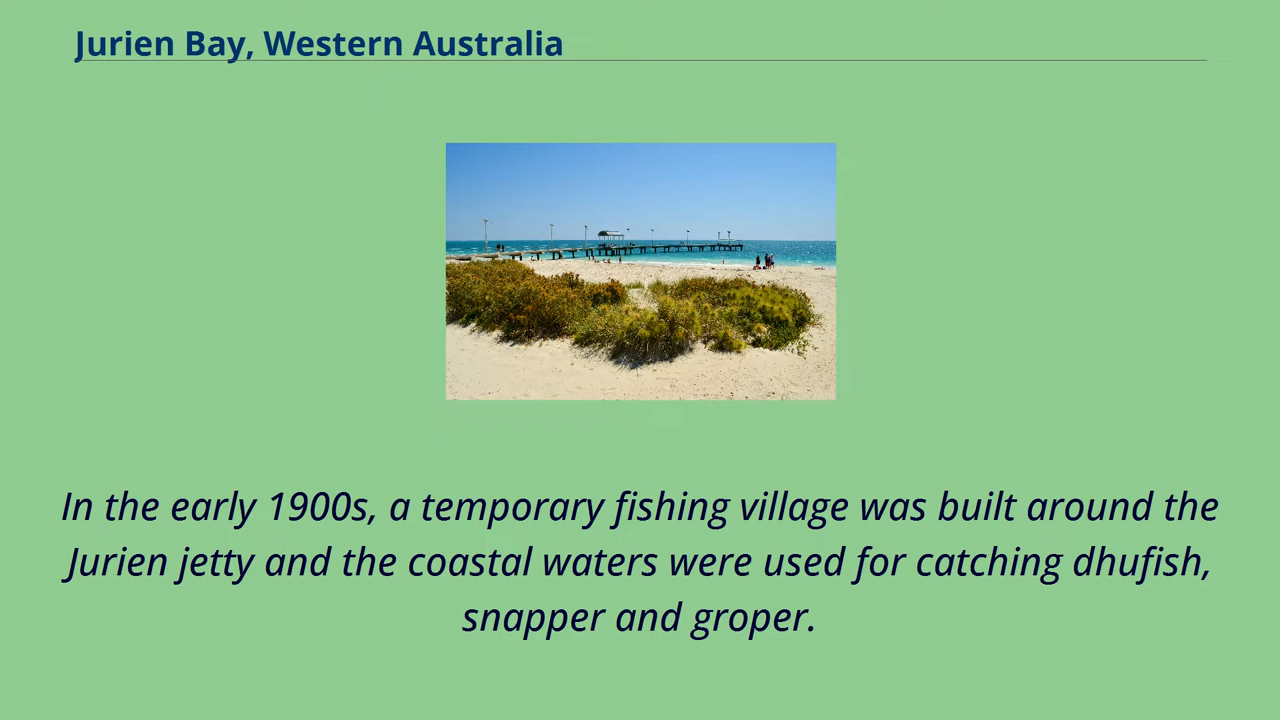 Jurien Bay, Western Australia
In the early 1900s, a temporary fishing village was built around the
Jurien jetty and the coastal waters were used for catching dhufish,
snapper and groper.